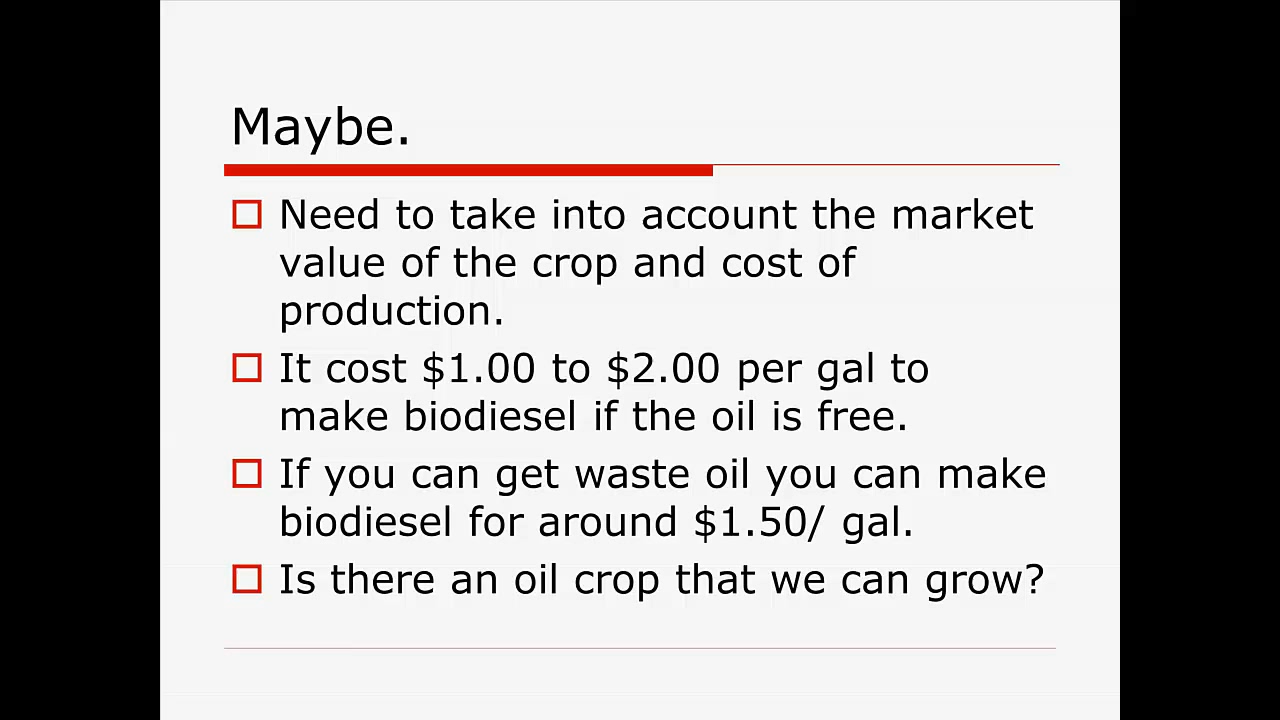 Maybe.
Need to take into account the market
value of the crop and cost of
production.
It cost $1.00 to $2.00 per gal to
make biodiesel if the oil is free.
If you can get waste oil you can make
biodiesel for around $1.50/ gal.
Is there an oil crop that we can grow?